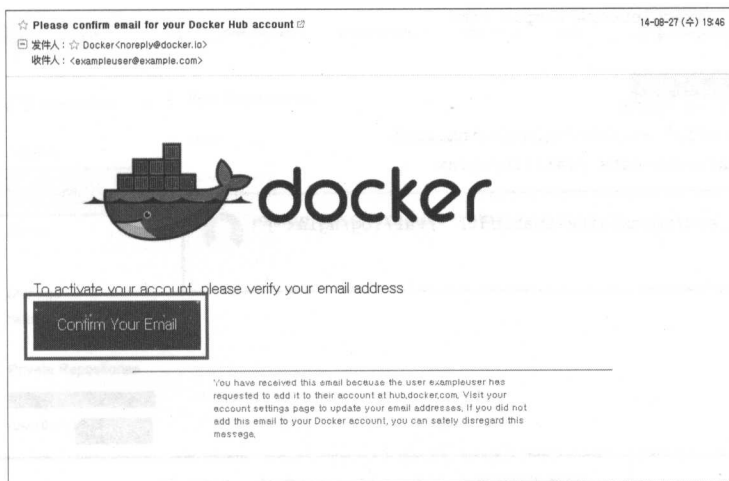 Please confirm email for your Docker Hub account
14-08-27 (수) 19:46
发件人: ☆ Docker<noreply@docker.io>
收件人: <exampleuser@example.com>
docker
To activate your account, please verify your email address
Confirm Your Email
You have received this email because the user exampleuser has
requested to add it to their account at hub.docker.com. Visit your
account settings page to update your email addresses. If you did not
add this email to your Docker account, you can safely disregard this
message.